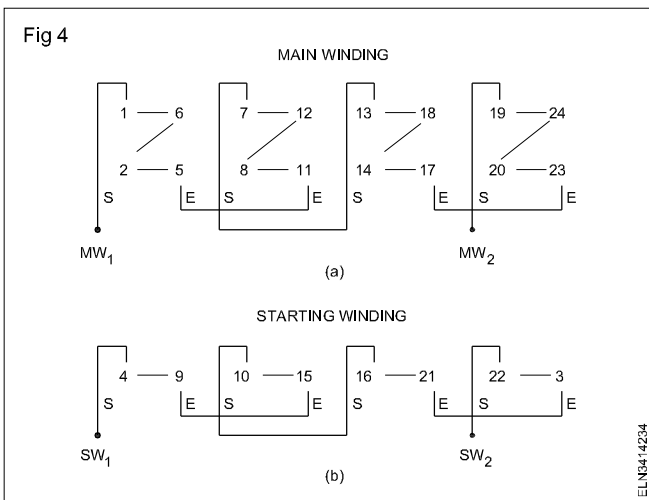 Fig 4
MAIN WINDING
1 6 7 12 13 18 19 24
2 5 8 11 14 17 20 23
S E S E S E S E
MW1 MW2
(a)
STARTING WINDING
4 9 10 15 16 21 22 3
S E S E S E S E
SW1 SW2
(b)
ELN3414234